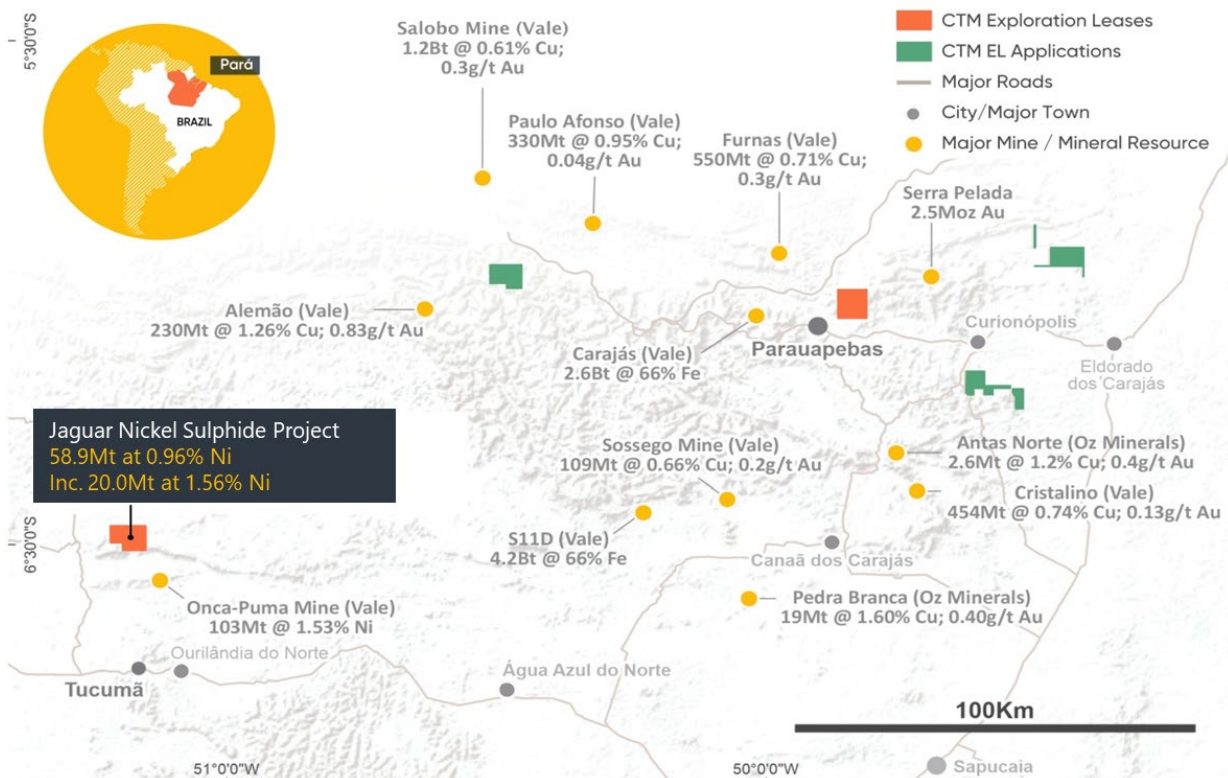 5°30'0"S
Pará
BRAZIL
Salobo Mine (Vale)
1.2Bt @ 0.61% Cu;
0.3g/t Au
CTM Exploration Leases
CTM EL Applications
Major Roads
City/Major Town
Major Mine / Mineral Resource
Paulo Afonso (Vale)
330Mt @ 0.95% Cu;
0.04g/t Au
Furnas (Vale)
550Mt @ 0.71% Cu;
0.3g/t Au
Serra Pelada
2.5Moz Au
Alemão (Vale)
230Mt @ 1.26% Cu; 0.83g/t Au
Carajás (Vale)
2.6Bt @ 66% Fe
Parauapebas
Curionópolis
Eldorado
dos Carajás
Jaguar Nickel Sulphide Project
58.9Mt at 0.96% Ni
Inc. 20.0Mt at 1.56% Ni
Sossego Mine (Vale)
109Mt @ 0.66% Cu; 0.2g/t Au
Antas Norte (Oz Minerals)
2.6Mt @ 1.2% Cu; 0.4g/t Au
Cristalino (Vale)
454Mt @ 0.74% Cu; 0.13g/t Au
6°30'0"S
S11D (Vale)
4.2Bt @ 66% Fe
Canaã dos Carajás
Onca-Puma Mine (Vale)
103Mt @ 1.53% Ni
Pedra Branca (Oz Minerals)
19Mt @ 1.60% Cu; 0.40g/t Au
Ourilândia do Norte
Tucumã
Água Azul do Norte
100Km
51°0'0"W
50°0'0"W
Sapucaia